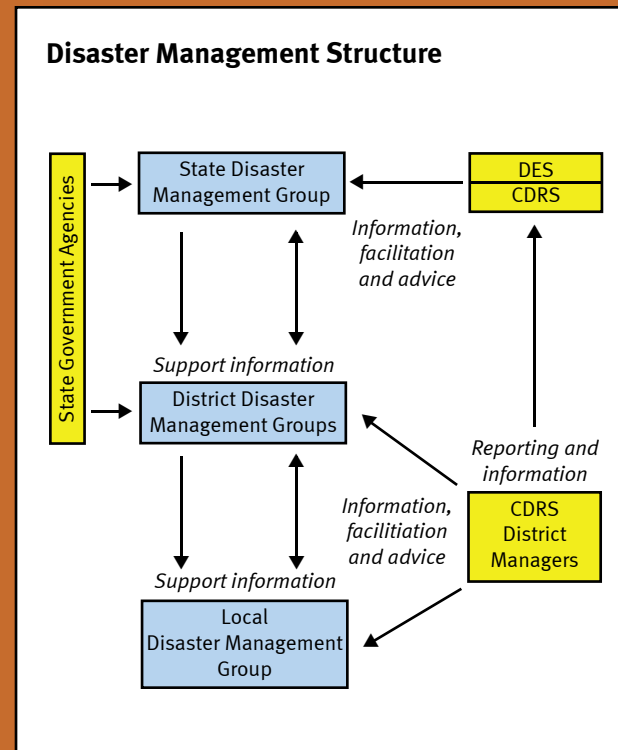 Disaster Management Structure
State Government Agencies
State Disaster
Management Group
DES
CDRS
Information,
facilitation
and advice
Support information
District Disaster
Management Groups
Reporting and
information
Information,
facilitiation
and advice
CDRS
District
Managers
Support information
Local
Disaster Management
Group